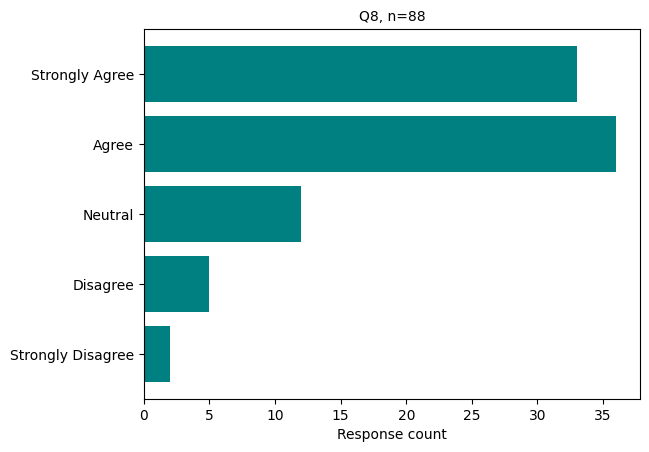 Q8, n=88
Strongly Agree
Agree
Neutral
Disagree
Strongly Disagree
0 5 10 15 20 25 30 35
Response count